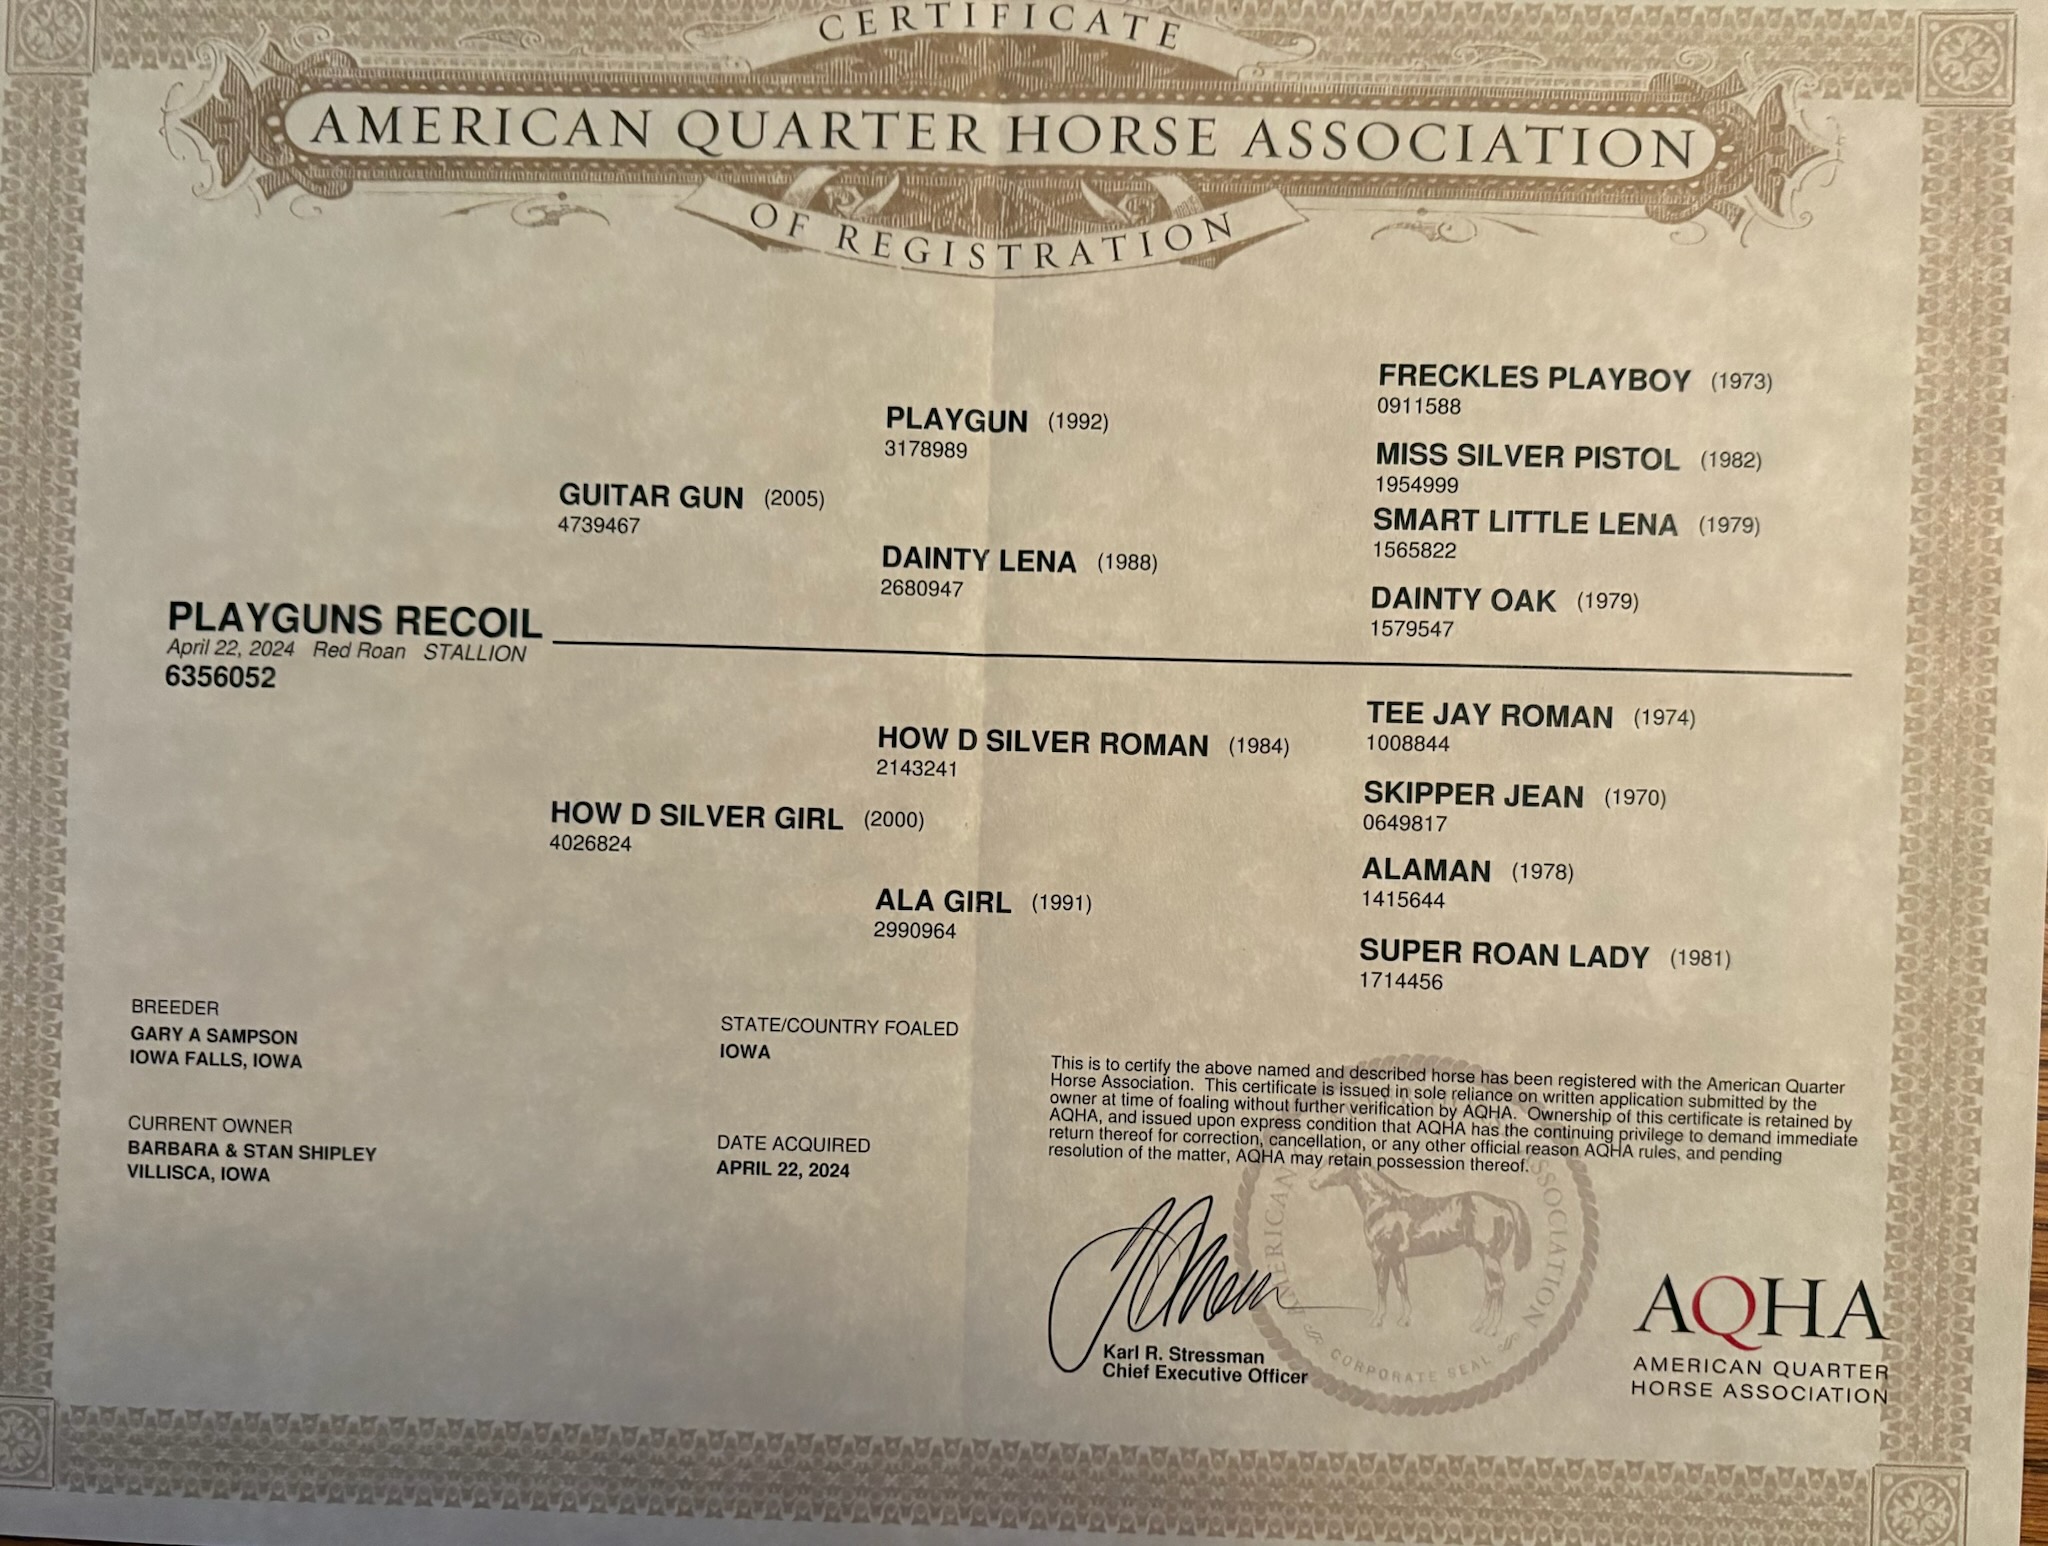 CERTIFICATE
AMERICAN QUARTER HORSE ASSOCIATION
OF REGISTRATION
FRECKLES PLAYBOY (1973)
0911588
PLAYGUN (1992)
3178989
MISS SILVER PISTOL (1982)
1954999
GUITAR GUN (2005)
4739467
SMART LITTLE LENA (1979)
1565822
DAINTY LENA (1988)
2680947
DAINTY OAK (1979)
1579547
PLAYGUNS RECOIL
April 22, 2024 Red Roan STALLION
6356052
TEE JAY ROMAN (1974)
1008844
HOW D SILVER ROMAN (1984)
2143241
SKIPPER JEAN (1970)
0649817
HOW D SILVER GIRL (2000)
4026824
ALAMAN (1978)
1415644
ALA GIRL (1991)
2990964
SUPER ROAN LADY (1981)
1714456
BREEDER
GARY A SAMPSON
IOWA FALLS, IOWA
STATE/COUNTRY FOALED
IOWA
CURRENT OWNER
BARBARA & STAN SHIPLEY
VILLISCA, IOWA
DATE ACQUIRED
APRIL 22, 2024
This is to certify the above named and described horse has been registered with the American Quarter
Horse Association. This certificate is issued in sole reliance on written application submitted by the
owner at time of foaling without further verification by AQHA. Ownership of this certificate is retained by
AQHA, and issued upon express condition that AQHA has the continuing privilege to demand immediate
return thereof for correction, cancellation, or any other official reason AQHA rules, and pending
resolution of the matter, AQHA may retain possession thereof.
Karl R. Stressman
Chief Executive Officer
AMERICAN
ASSOCIATION
CORPORATE SEAL
AQHA
AMERICAN QUARTER
HORSE ASSOCIATION